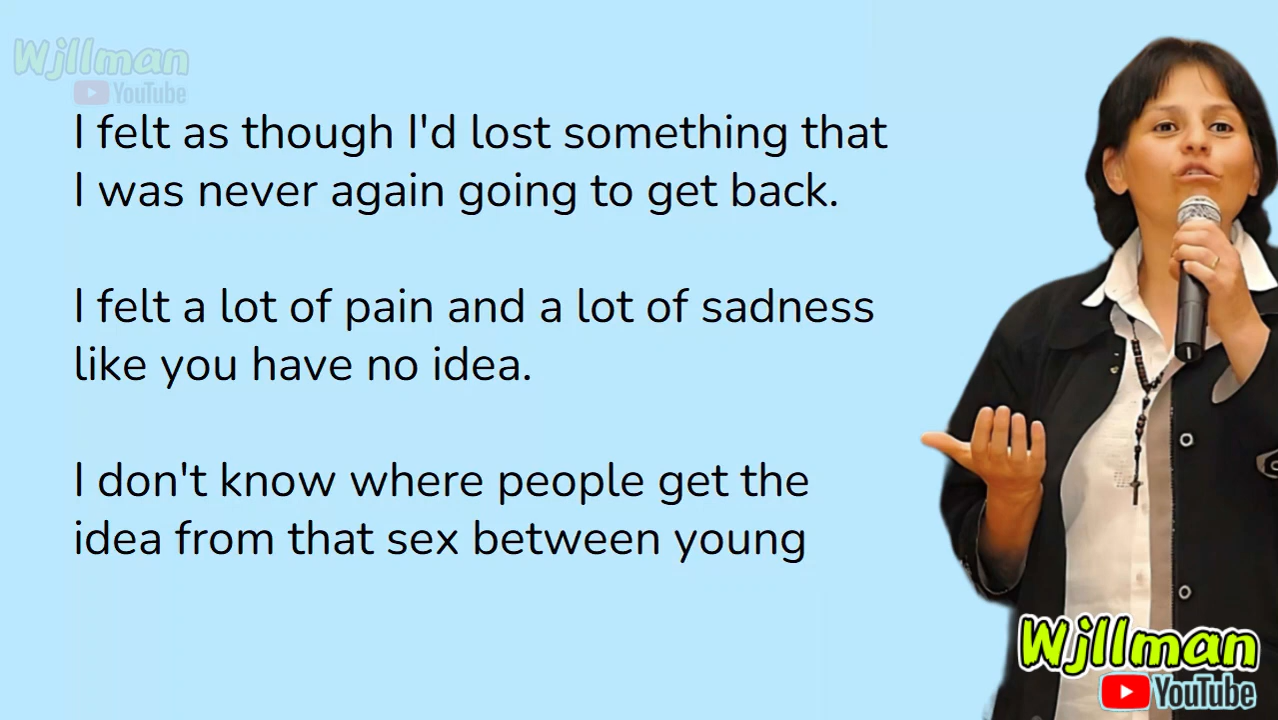 Wjllman
YouTube
I felt as though I'd lost something that
I was never again going to get back.
I felt a lot of pain and a lot of sadness
like you have no idea.
I don't know where people get the
idea from that sex between young
Wjllman
YouTube